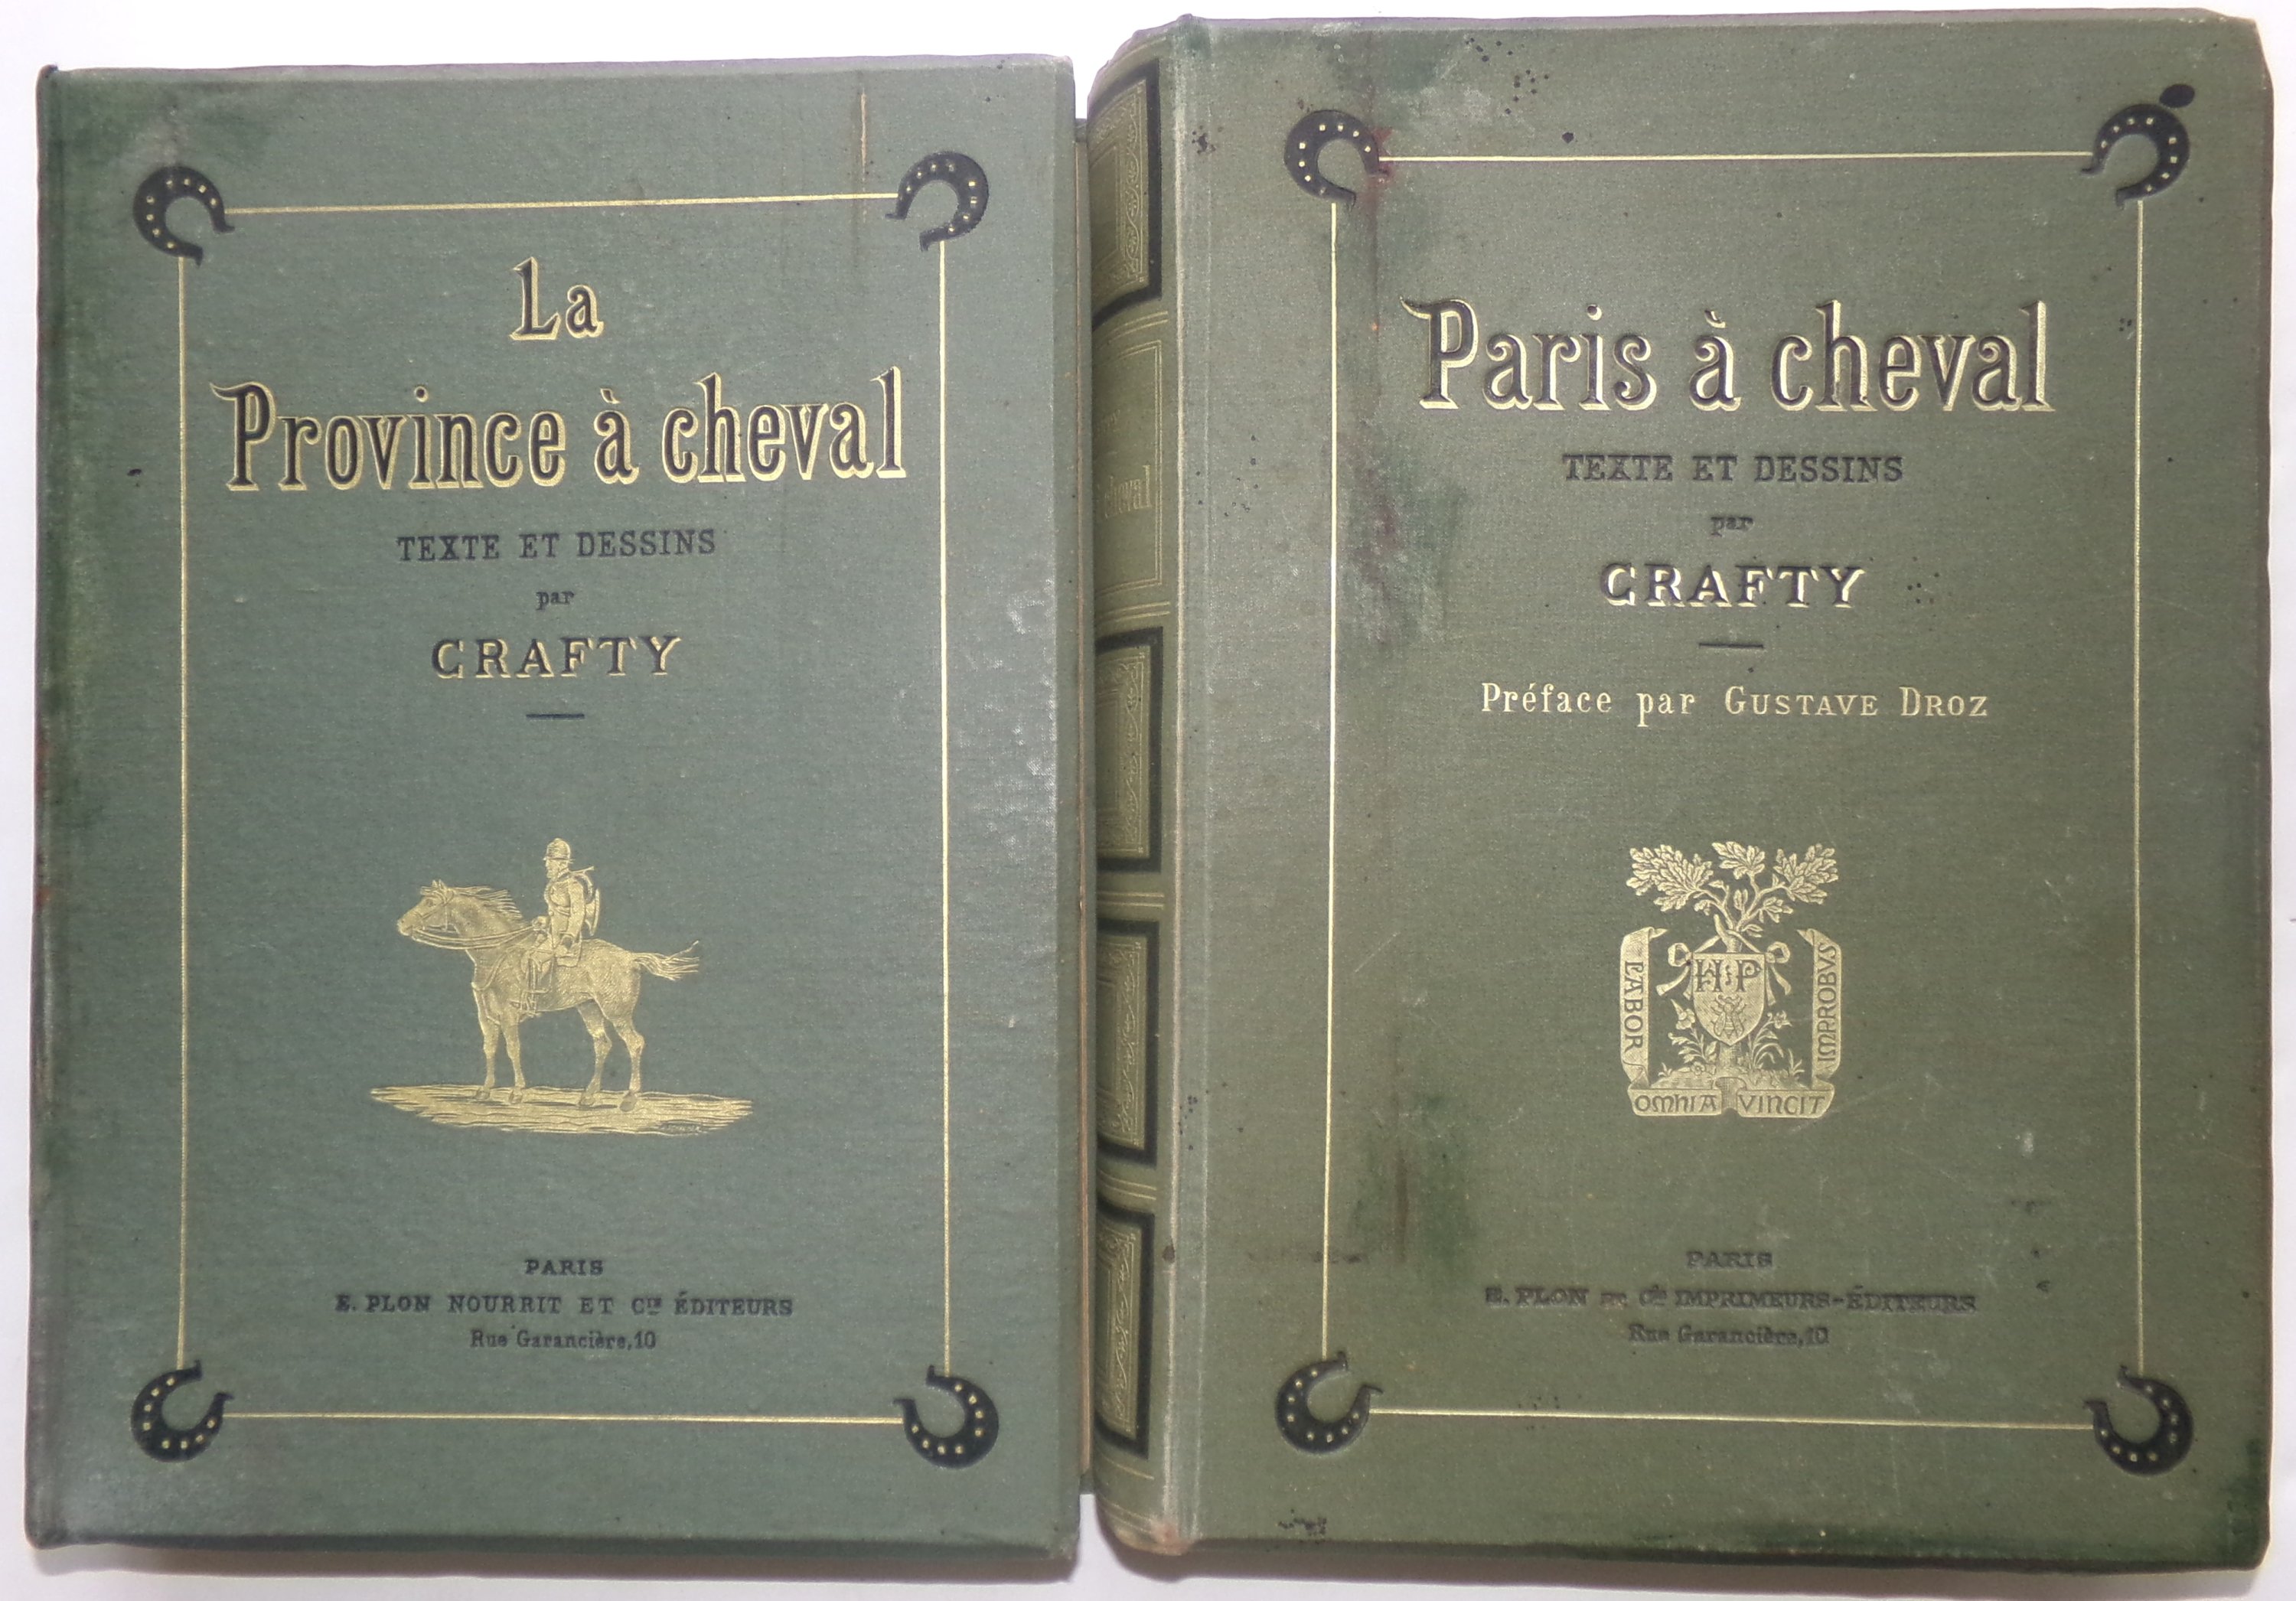 La
Province à cheval
TEXTE ET DESSINS
par
CRAFTY
PARIS
E. PLON NOURRIT ET Cie ÉDITEURS
Rue Garancière, 10
cheval
Paris à cheval
TEXTE ET DESSINS
par
CRAFTY
Préface par GUSTAVE DROZ
H P
LABOR
IMPROBVS
OMNIA VINCIT
PARIS
E. PLON ET Cie IMPRIMEURS-ÉDITEURS
Rue Garancière, 10